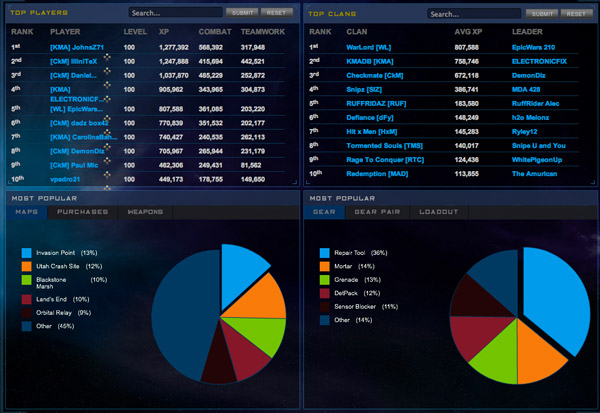 TOP PLAYERS
Search... SUBMIT RESET
RANK PLAYER LEVEL XP COMBAT TEAMWORK
1st [KMA] JohnsZ71 100 1,277,392 568,392 317,948
2nd [CkM] IlliniTeX 100 1,247,888 415,694 442,521
3rd [CkM] Daniel... 100 1,037,870 485,229 252,872
4th [KMA] ELECTRONICF... 100 905,962 343,965 304,873
5th [WL] EpicWars... 100 807,588 361,085 203,220
6th [CkM] dadz box42 100 770,839 351,532 202,177
7th [KMA] CarolinaBan... 100 740,427 240,535 262,113
8th [CkM] DemonDiz 100 705,967 265,944 231,179
9th [CkM] Paul Mic 100 462,306 249,431 81,562
10th vpadro21 100 449,173 178,755 149,650
TOP CLANS
Search... SUBMIT RESET
RANK CLAN AVG XP LEADER
1st WarLord [WL] 807,588 EpicWars 210
2nd KMADB [KMA] 758,746 ELECTRONICFIX
3rd Checkmate [CkM] 672,118 DemonDiz
4th Snipz [SIZ] 386,741 MDA 428
5th RUFFRIDAZ [RUF] 183,580 RuffRider Alec
6th Defiance [dFy] 148,249 h2o Melonz
7th Hit x Men [HxM] 145,283 Ryley12
8th Tormented Souls [TMS] 140,017 Snipe U and You
9th Rage To Conquer [RTC] 124,436 WhitePigeonUp
10th Redemption [MAD] 113,855 The Amurican
MOST POPULAR
MAPS PURCHASES WEAPONS
Invasion Point (13%)
Utah Crash Site (12%)
Blackstone Marsh (10%)
Land's End (10%)
Orbital Relay (9%)
Other (45%)
MOST POPULAR
GEAR GEAR PAIR LOADOUT
Repair Tool (36%)
Mortar (14%)
Grenade (13%)
DetPack (12%)
Sensor Blocker (11%)
Other (14%)